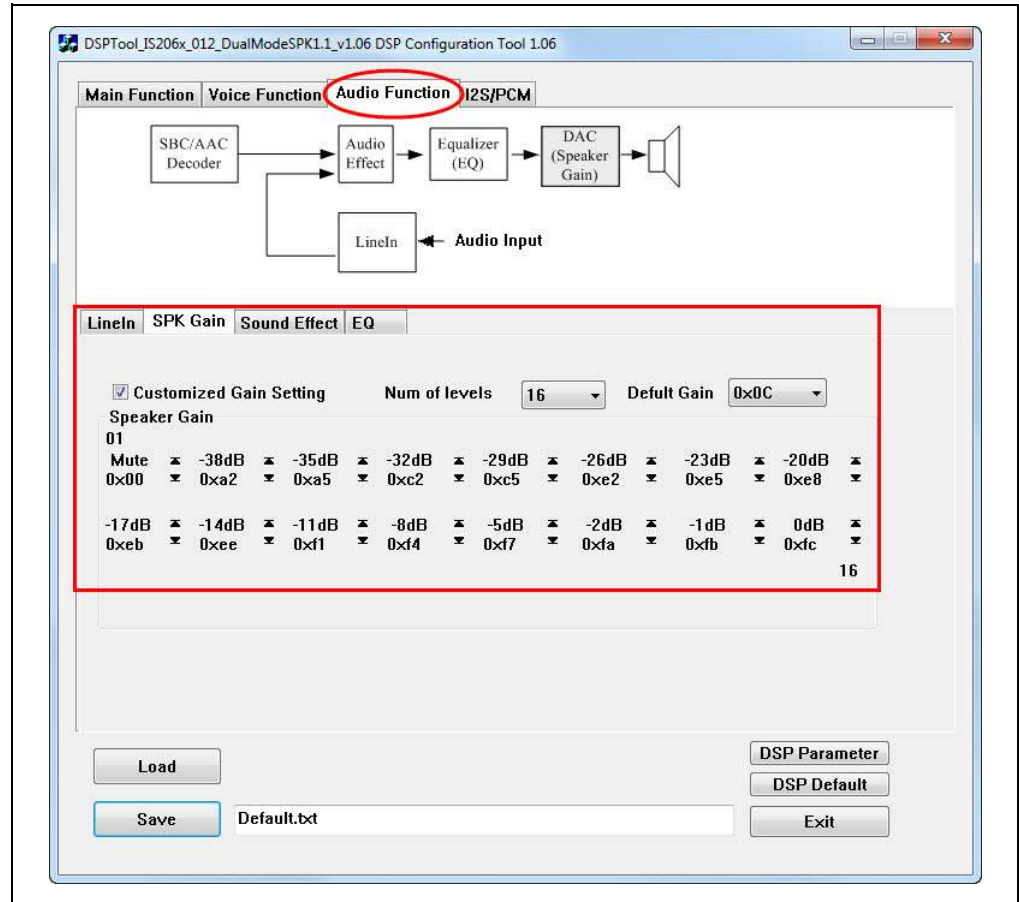 DSPTool_IS206x_012_DualModeSPK1.1_v1.06 DSP Configuration Tool 1.06
Main Function Voice Function Audio Function I2S/PCM
SBC/AAC
Decoder
Audio
Effect
Equalizer
(EQ)
DAC
(Speaker
Gain)
LineIn
Audio Input
LineIn SPK Gain Sound Effect EQ
Customized Gain Setting Num of levels 16 Defult Gain 0x0C
Speaker Gain
01
Mute -38dB -35dB -32dB -29dB -26dB -23dB -20dB
0x00 0xa2 0xa5 0xc2 0xc5 0xe2 0xe5 0xe8
-17dB -14dB -11dB -8dB -5dB -2dB -1dB 0dB
0xeb 0xee 0xf1 0xf4 0xf7 0xfa 0xfb 0xfc
16
Load
DSP Parameter
DSP Default
Save Default.txt Exit